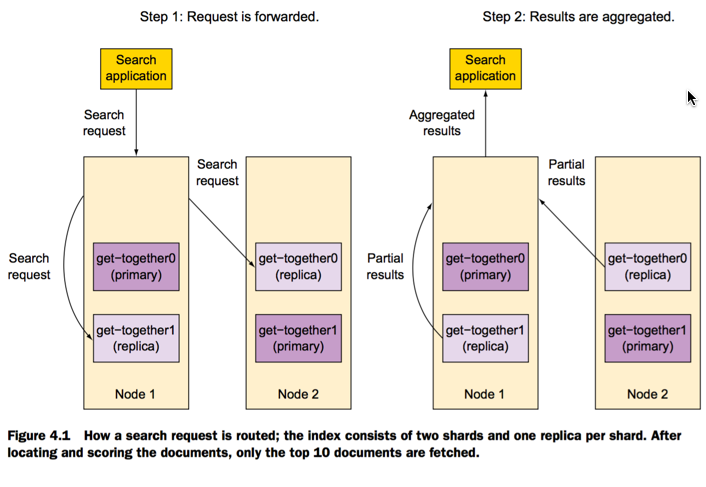 Step 1: Request is forwarded.
Search
application
Search
request
Search
request
Search
request
get-together0
(primary)
get-together1
(replica)
Node 1
get-together0
(replica)
get-together1
(primary)
Node 2
Step 2: Results are aggregated.
Search
application
Aggregated
results
Partial
results
Partial
results
get-together0
(primary)
get-together1
(replica)
Node 1
get-together0
(replica)
get-together1
(primary)
Node 2
Figure 4.1 How a search request is routed; the index consists of two shards and one replica per shard. After
locating and scoring the documents, only the top 10 documents are fetched.